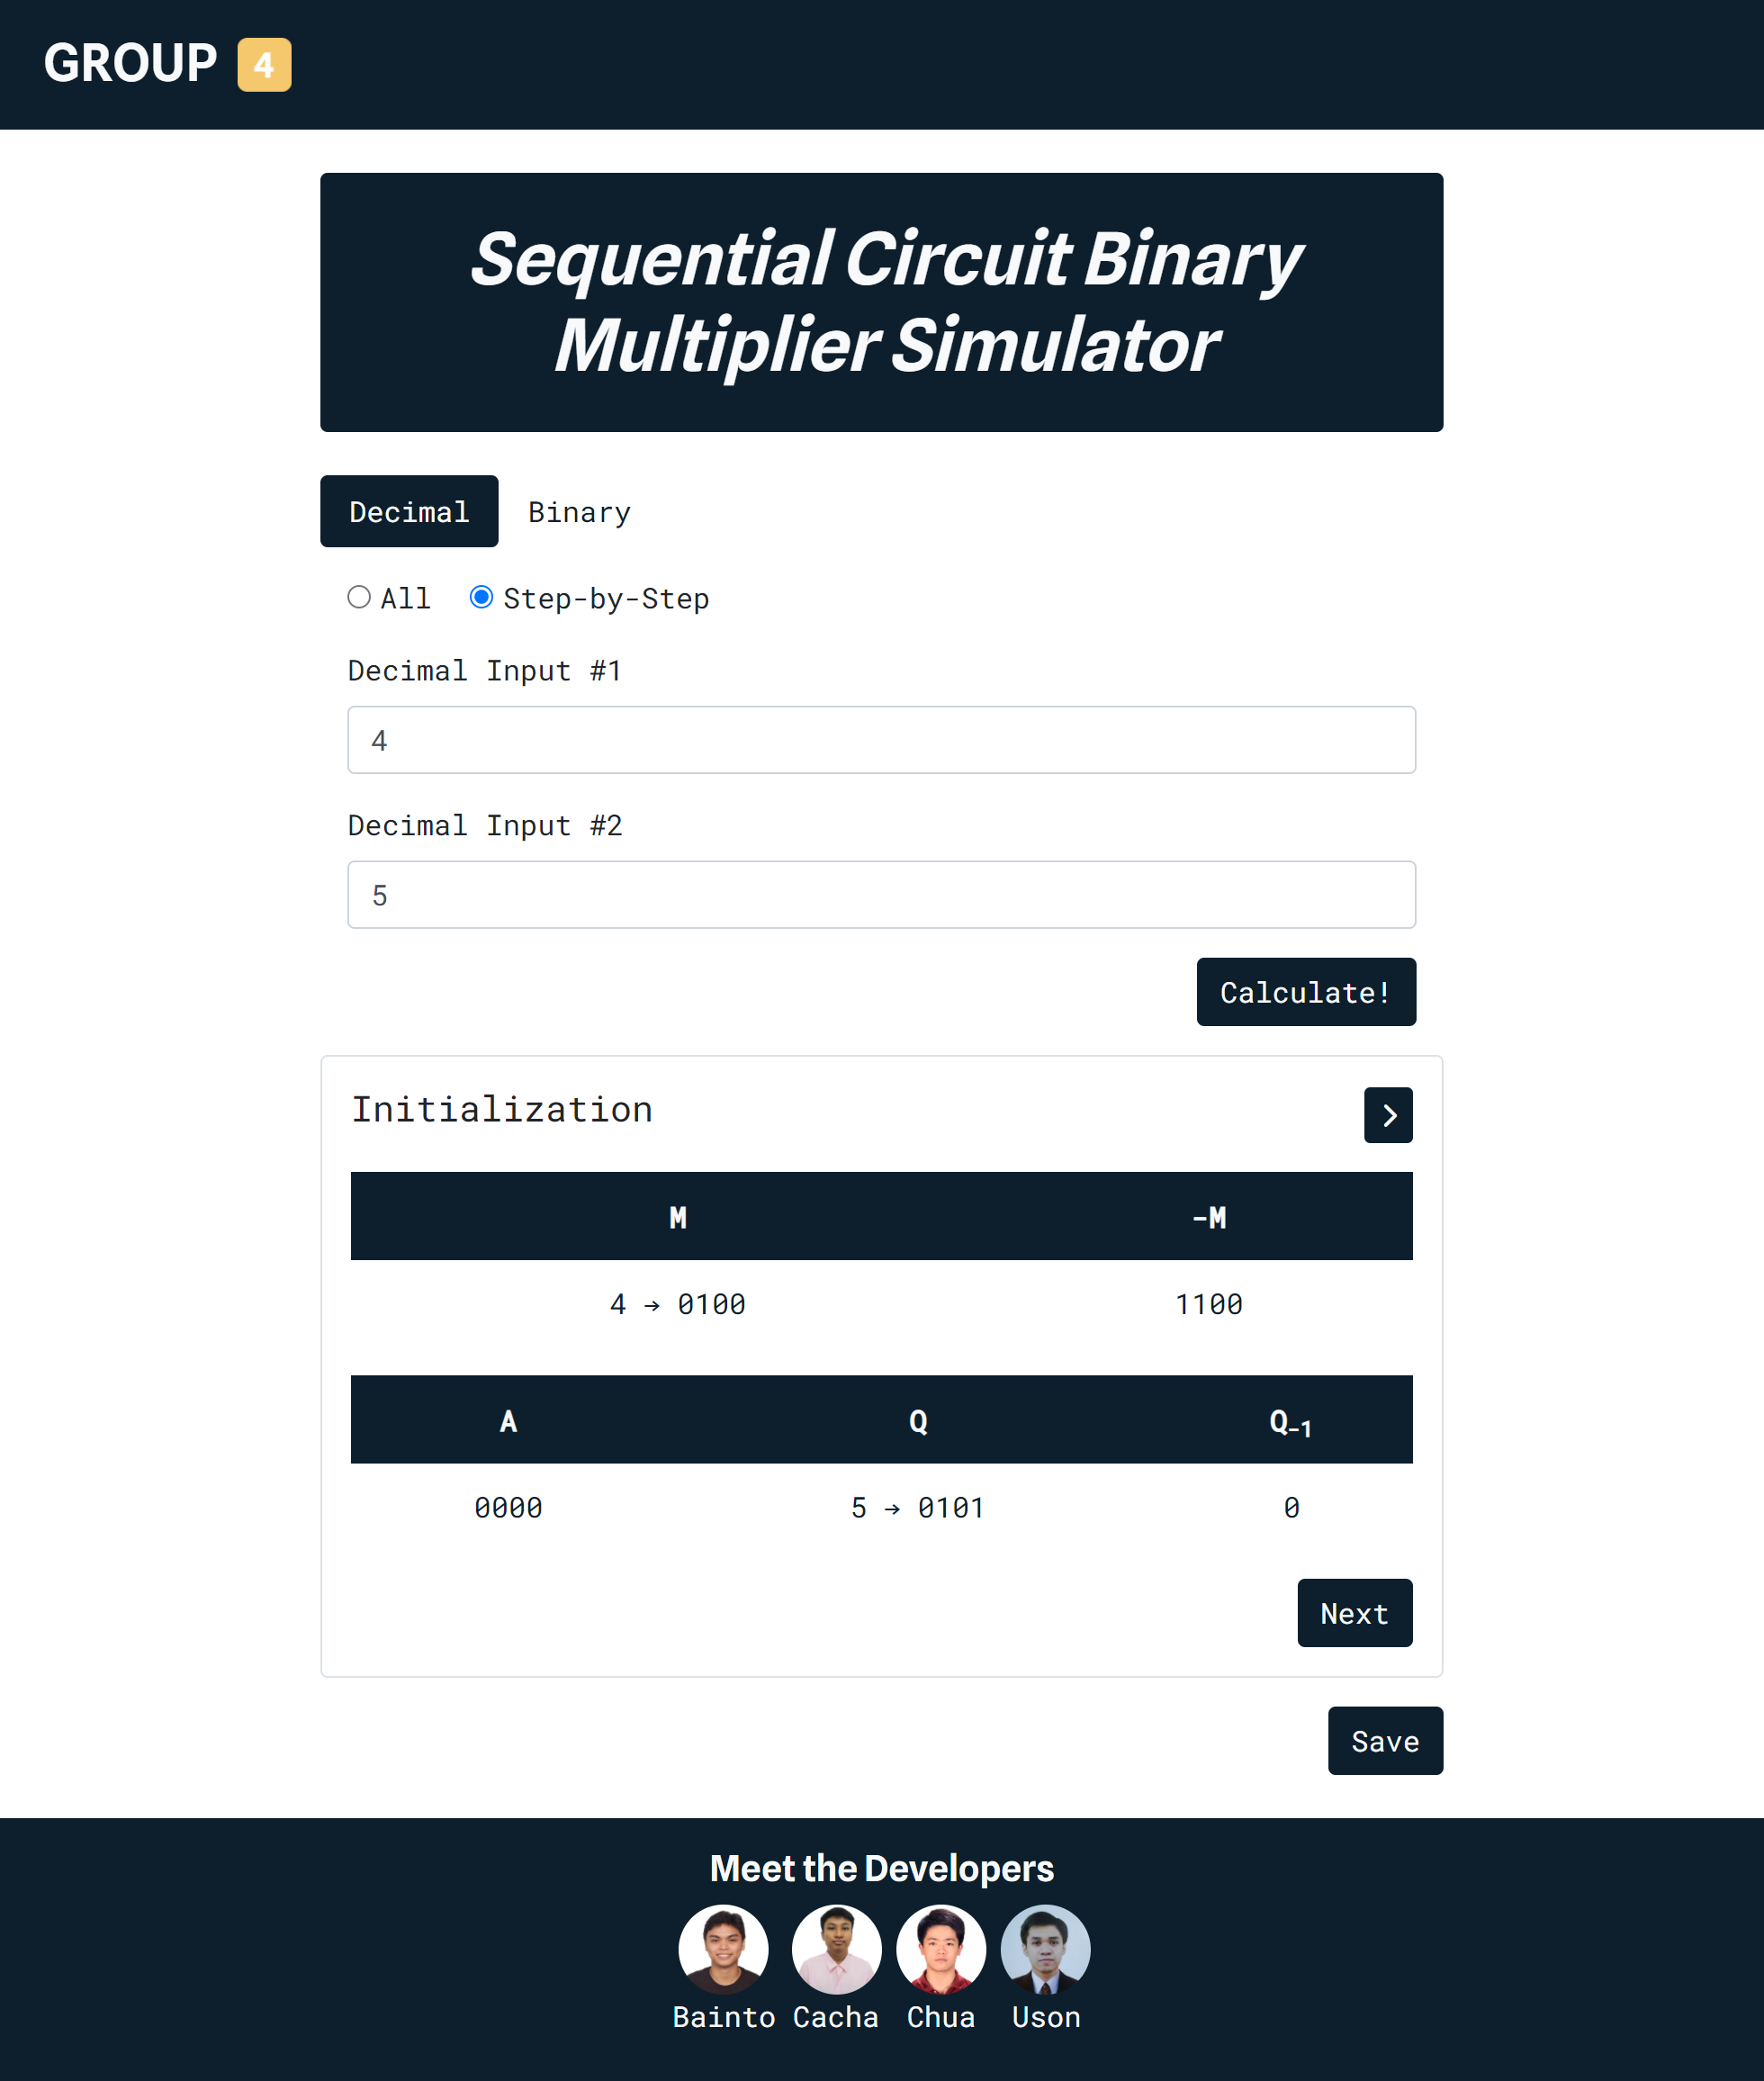 GROUP 4
Sequential Circuit Binary
Multiplier Simulator
Decimal Binary
All Step-by-Step
Decimal Input #1
4
Decimal Input #2
5
Calculate!
Initialization
M -M
4 → 0100 1100
A Q Q-1
0000 5 → 0101 0
Next
Save
Meet the Developers
Bainto Cacha Chua Uson